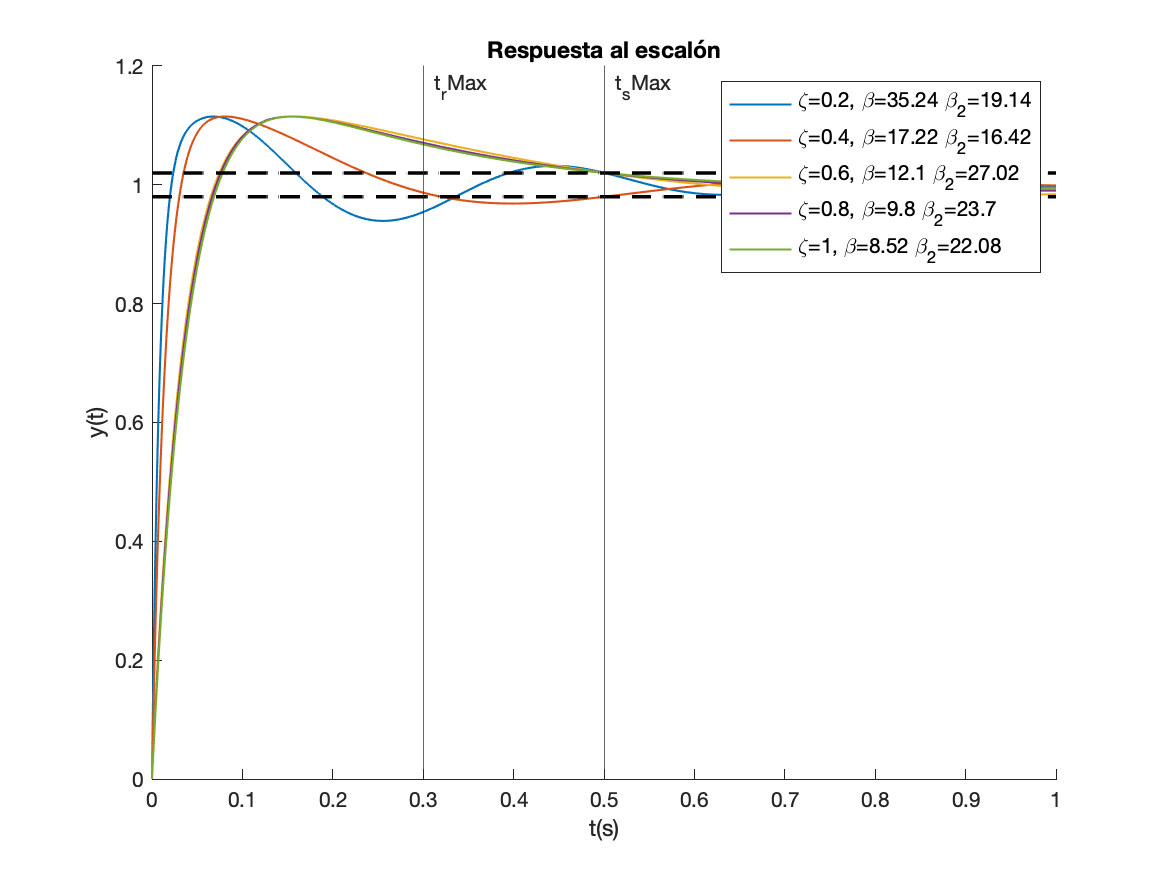 Respuesta al escalón
t_rMax
t_sMax
ζ=0.2, β=35.24 β_2=19.14
ζ=0.4, β=17.22 β_2=16.42
ζ=0.6, β=12.1 β_2=27.02
ζ=0.8, β=9.8 β_2=23.7
ζ=1, β=8.52 β_2=22.08
1.2
1
0.8
0.6
0.4
0.2
0
y(t)
0 0.1 0.2 0.3 0.4 0.5 0.6 0.7 0.8 0.9 1
t(s)